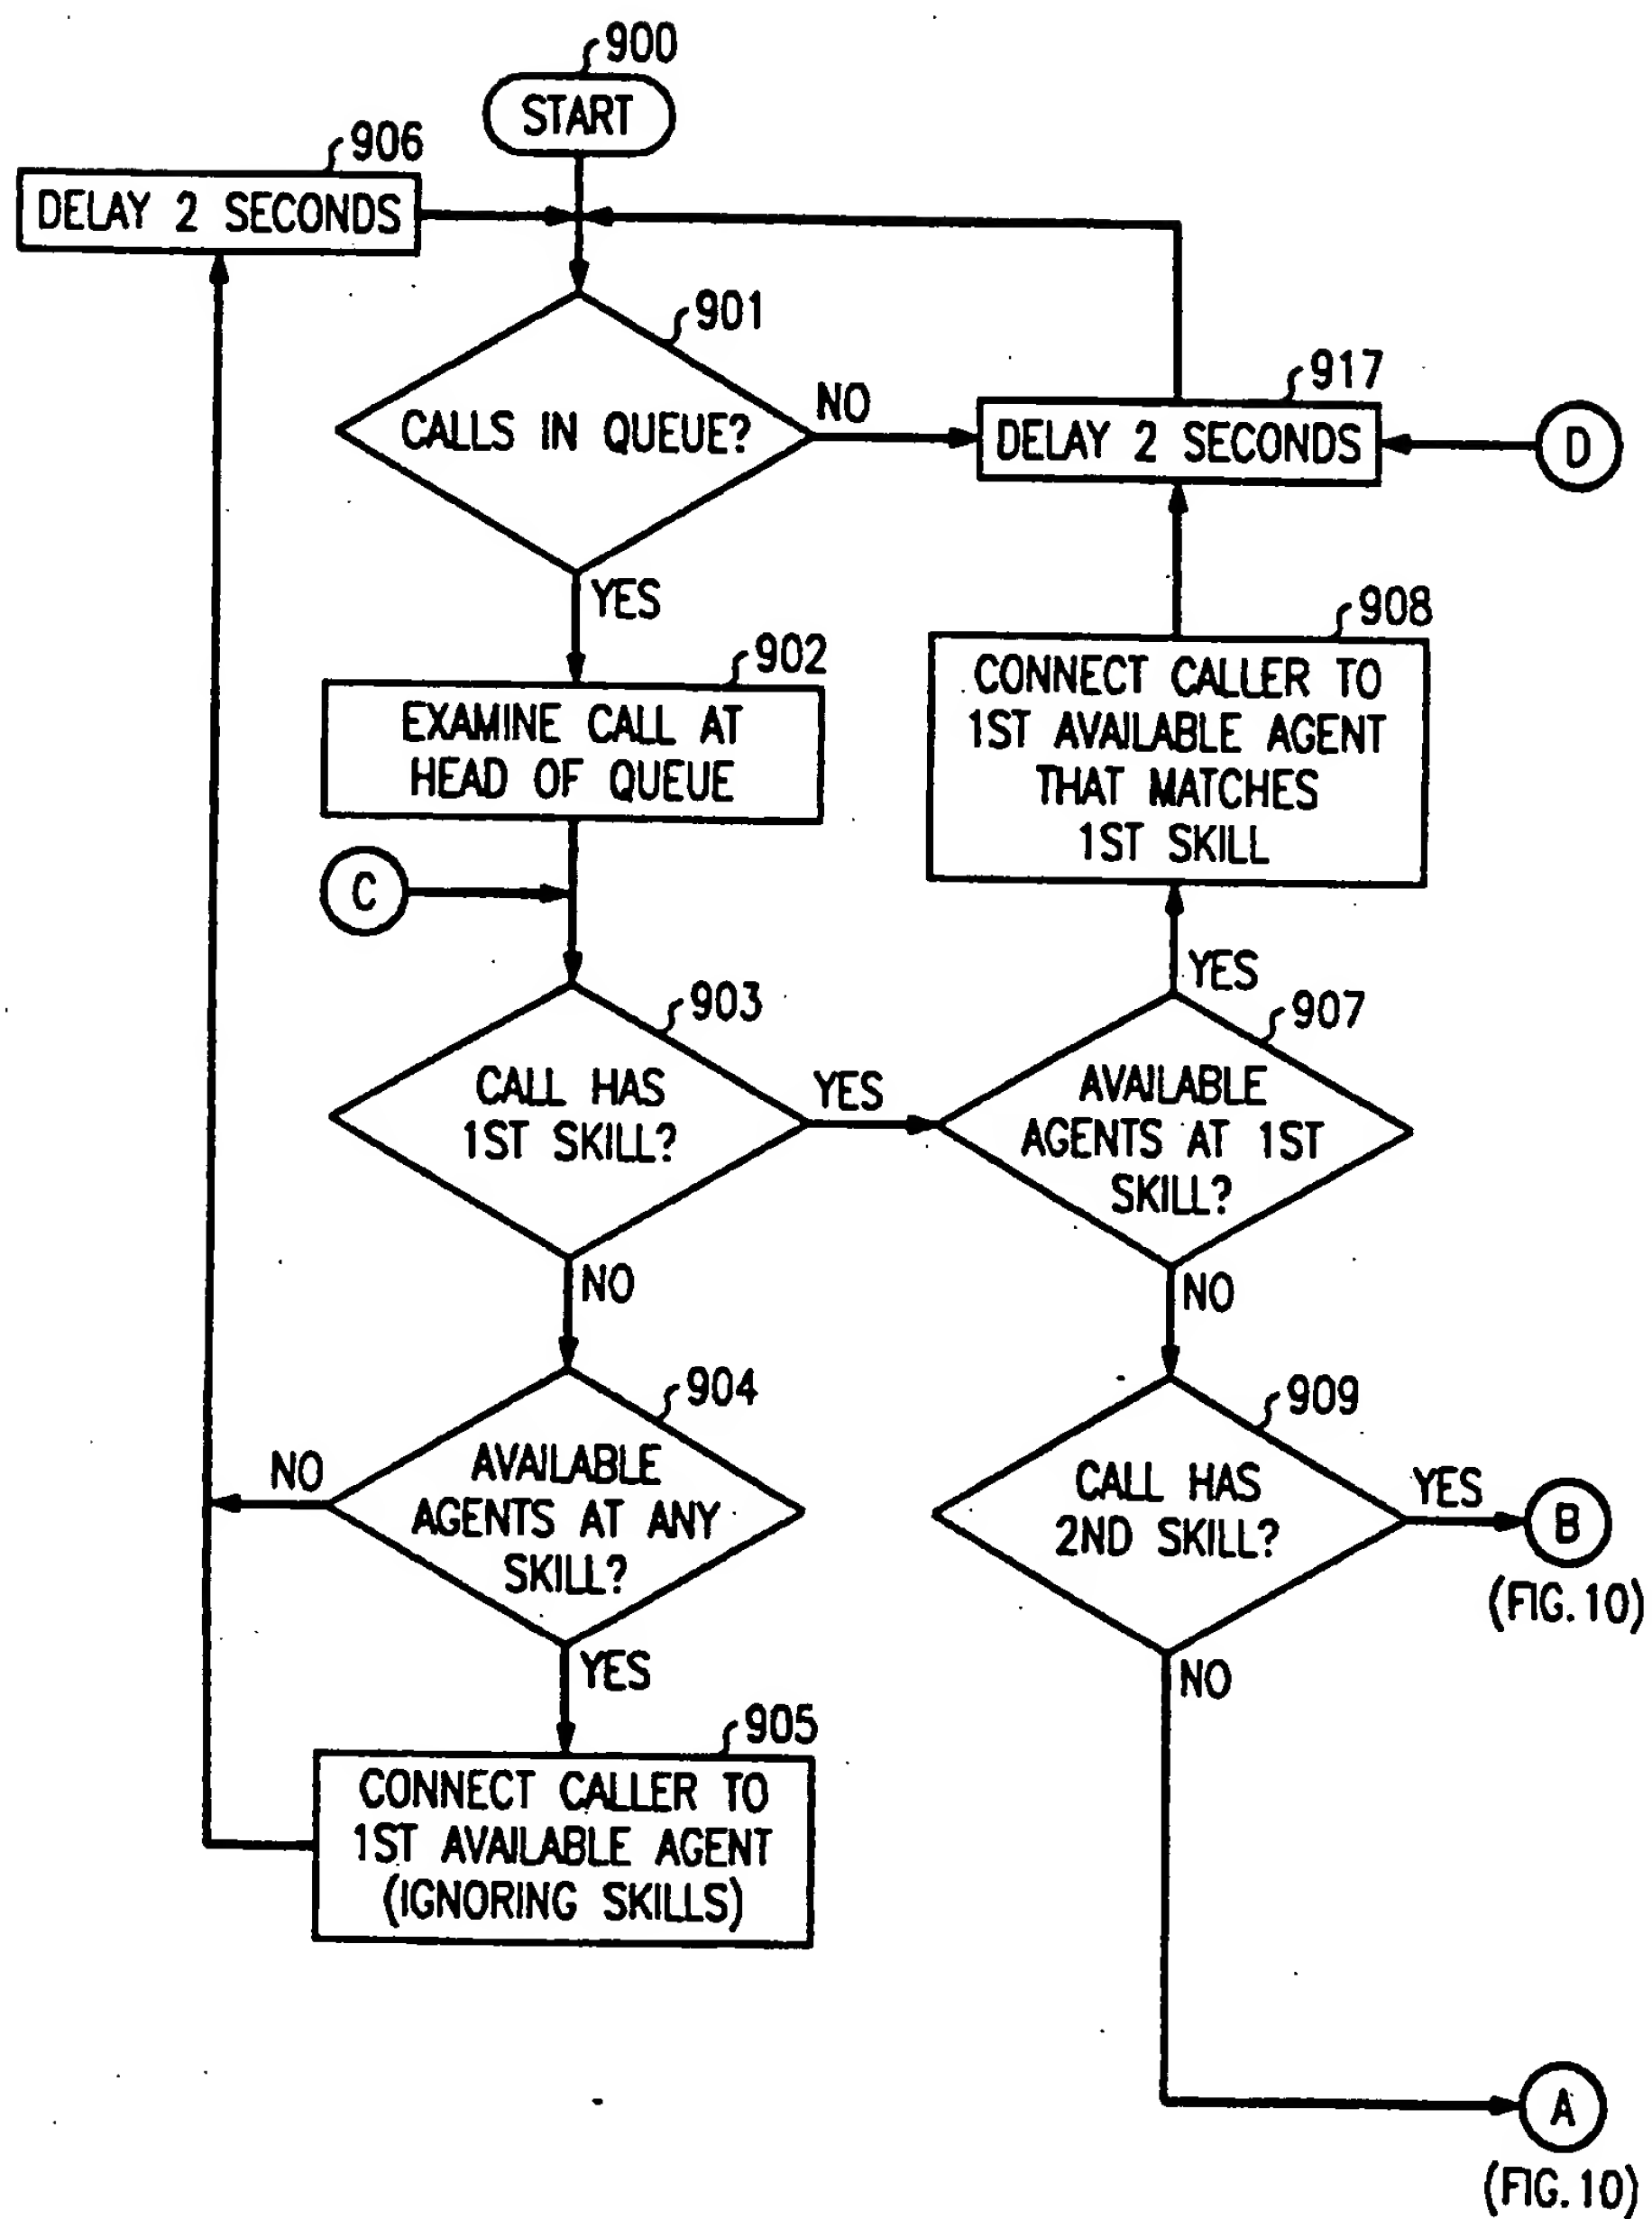 900
START
906
DELAY 2 SECONDS
901
CALLS IN QUEUE?
NO
917
DELAY 2 SECONDS
D
YES
902
EXAMINE CALL AT
HEAD OF QUEUE
908
CONNECT CALLER TO
1ST AVAILABLE AGENT
THAT MATCHES
1ST SKILL
C
YES
903
CALL HAS
1ST SKILL?
YES
907
AVAILABLE
AGENTS AT 1ST
SKILL?
NO
NO
904
AVAILABLE
AGENTS AT ANY
SKILL?
NO
909
CALL HAS
2ND SKILL?
YES
B
(FIG. 10)
YES
NO
905
CONNECT CALLER TO
1ST AVAILABLE AGENT
(IGNORING SKILLS)
A
(FIG. 10)